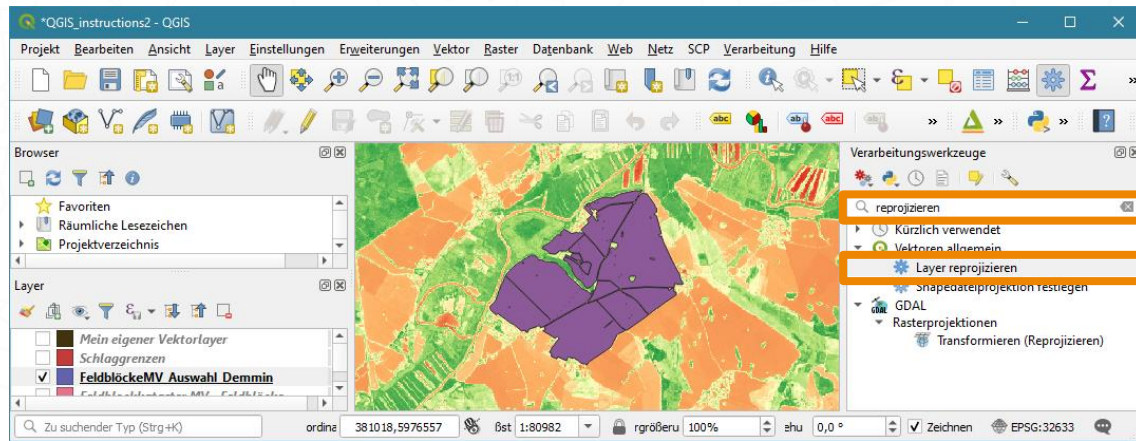 *QGIS_instructions2 - QGIS
Projekt Bearbeiten Ansicht Layer Einstellungen Erweiterungen Vektor Raster Datenbank Web Netz SCP Verarbeitung Hilfe
Browser
Favoriten
Räumliche Lesezeichen
Projektverzeichnis
Layer
Mein eigener Vektorlayer
Schlaggrenzen
FeldblöckeMV_Auswahl_Demmin
Verarbeitungswerkzeuge
reprojizieren
Kürzlich verwendet
Vektoren allgemein
Layer reprojizieren
Shapedateiprojektion festlegen
GDAL
Rasterprojektionen
Transformieren (Reprojizieren)
Zu suchender Typ (Strg+K) ordina 381018,5976557 ßst 1:80982 rgrößeru 100% ehu 0,0 ° Zeichnen EPSG:32633